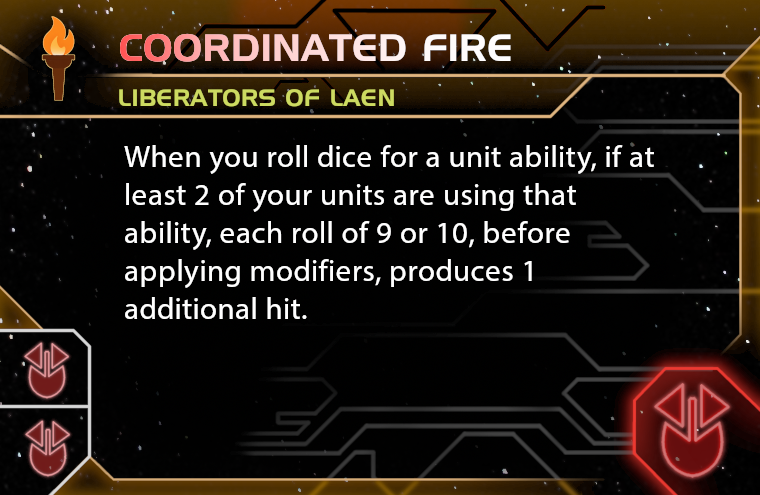 COORDINATED FIRE
LIBERATORS OF LAEN
When you roll dice for a unit ability, if at
least 2 of your units are using that
ability, each roll of 9 or 10, before
applying modifiers, produces 1
additional hit.